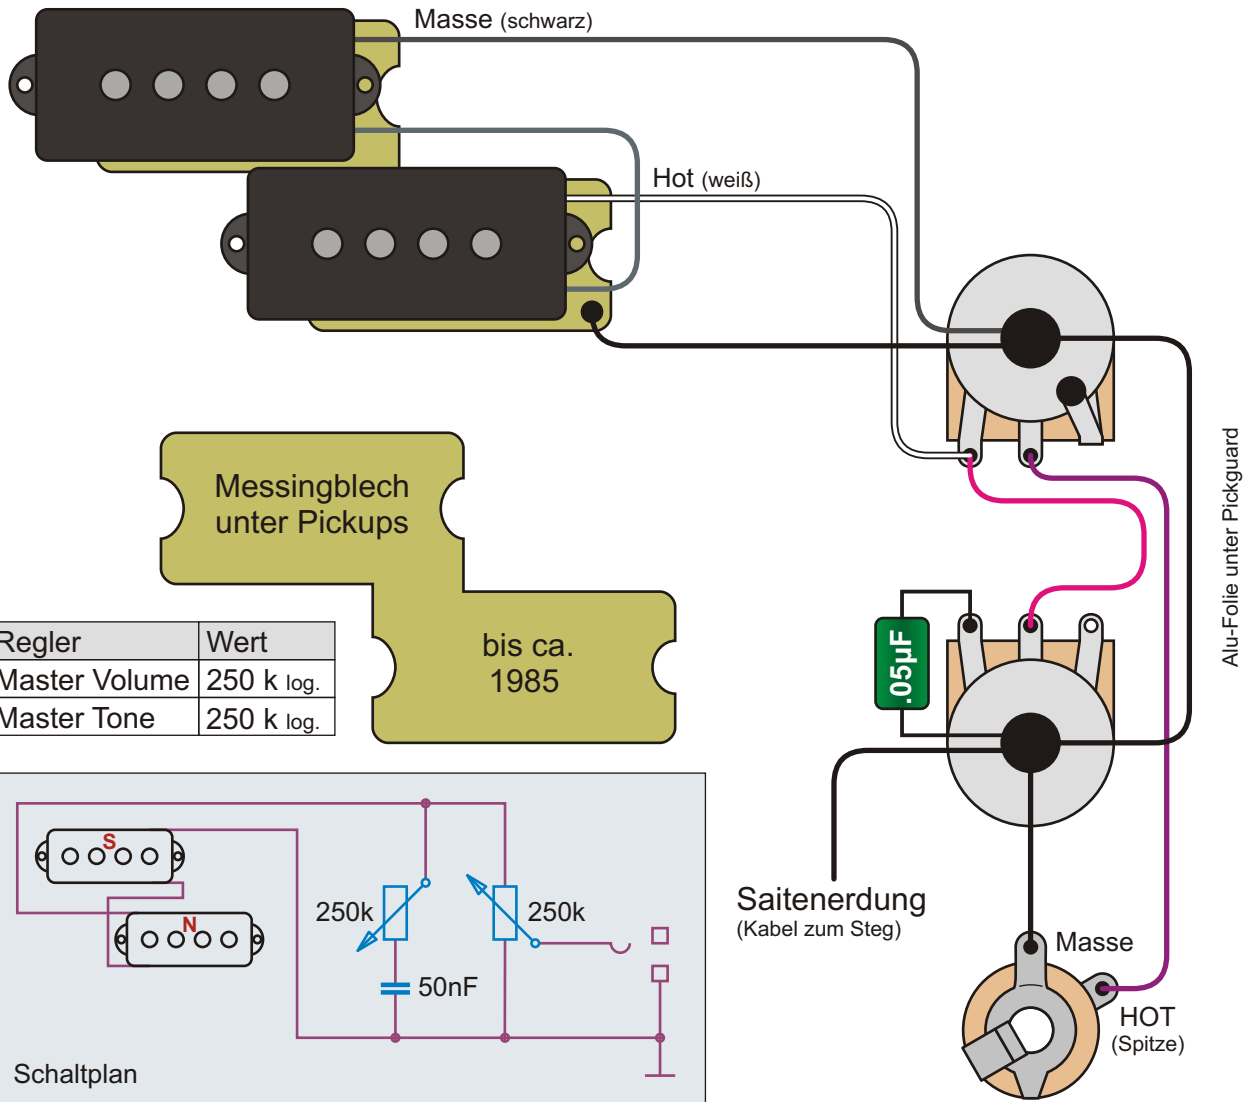 Masse (schwarz)
Hot (weiß)
Messingblech
unter Pickups
bis ca.
1985
Alu-Folie unter Pickguard
Regler Wert
Master Volume 250 k log.
Master Tone 250 k log.
.05µF
Saitenerdung
(Kabel zum Steg)
Masse
HOT
(Spitze)
S
N
250k
250k
50nF
Schaltplan